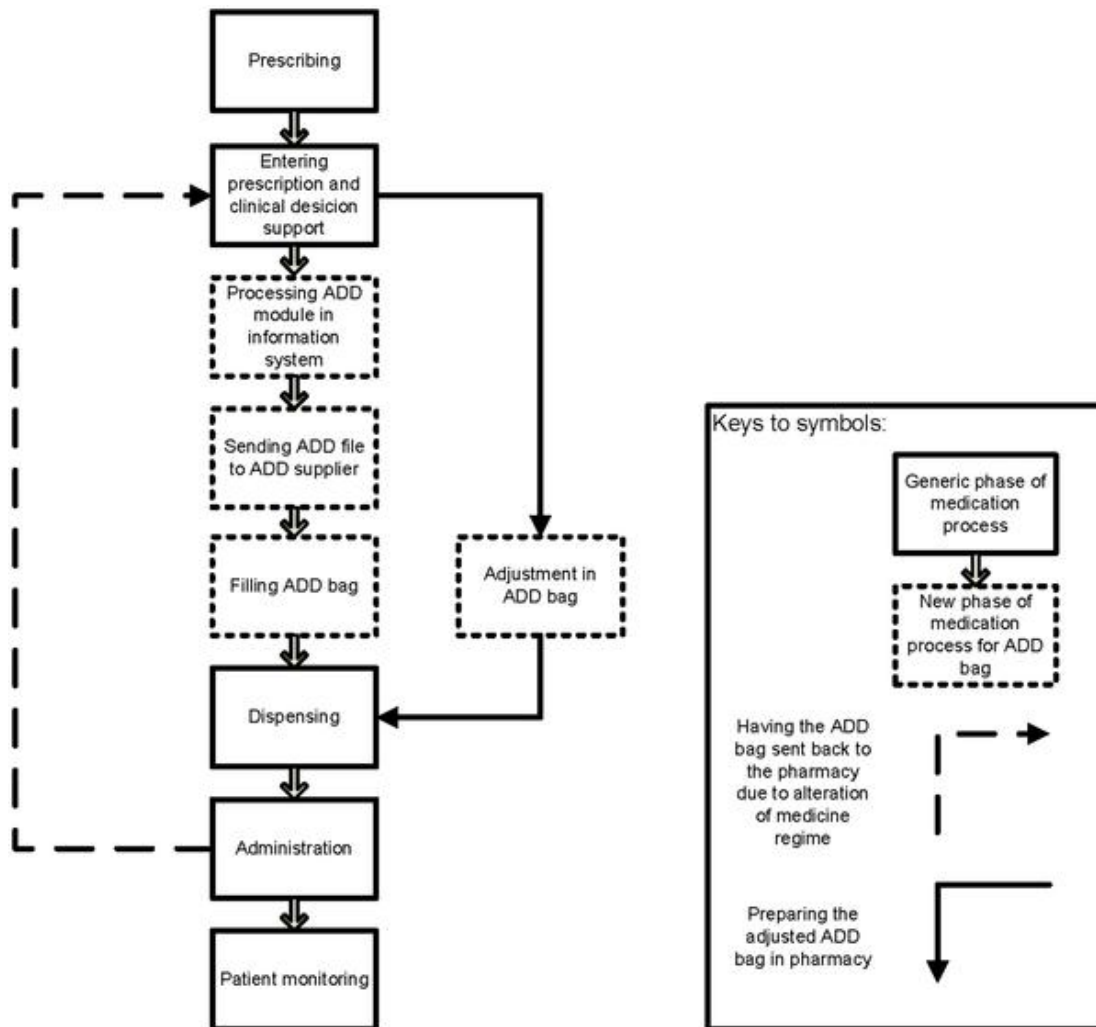 Prescribing
Entering
prescription and
clinical desicion
support
Processing ADD
module in
information
system
Sending ADD file
to ADD supplier
Filling ADD bag
Adjustment in
ADD bag
Dispensing
Administration
Patient monitoring
Keys to symbols:
Generic phase of
medication
process
New phase of
medication
process for ADD
bag
Having the ADD
bag sent back to
the pharmacy
due to alteration
of medicine
regime
Preparing the
adjusted ADD
bag in pharmacy